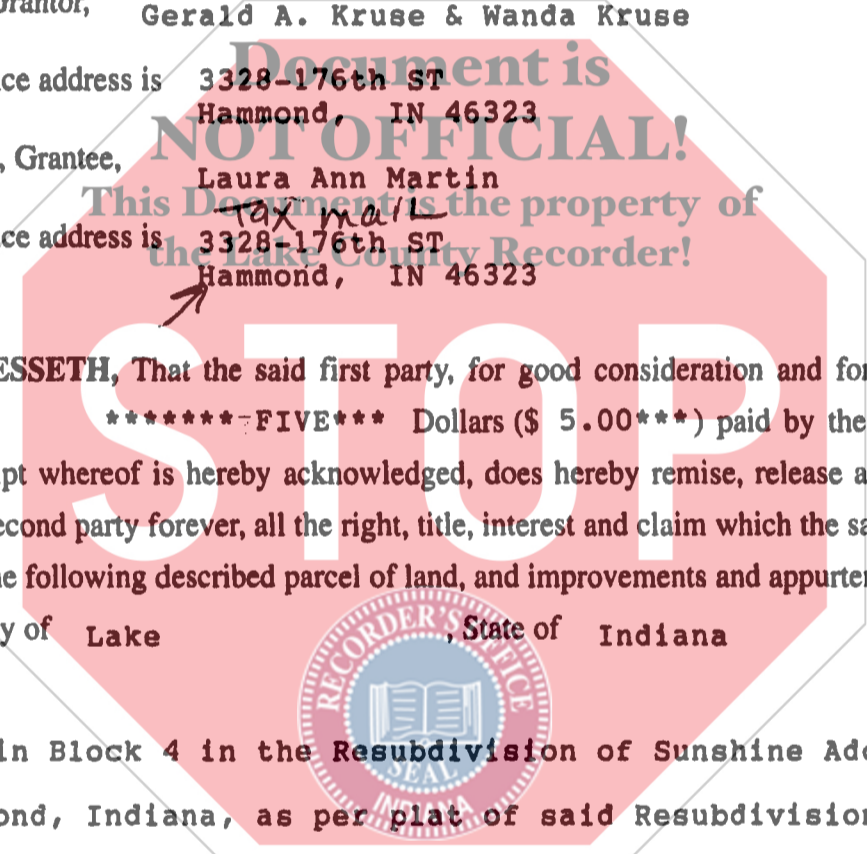 Gerald A. Kruse & Wanda Kruse
Document is
ce address is 3328-176th ST
Hammond, IN 46323
NOT OFFICIAL!
, Grantee,
Laura Ann Martin
This Document is the property of
Tax mail
ce address is 3328-176th ST
the Lake County Recorder!
Hammond, IN 46323
STOP
ESSETH, That the said first party, for good consideration and for
*******-FIVE*** Dollars ($ 5.00***) paid by the
pt whereof is hereby acknowledged, does hereby remise, release a
econd party forever, all the right, title, interest and claim which the sa
e following described parcel of land, and improvements and appurten
y of Lake , State of Indiana
RECORDER'S OFFICE
SEAL
INDIANA
in Block 4 in the Resubdivision of Sunshine Add
ond, Indiana, as per plat of said Resubdivision